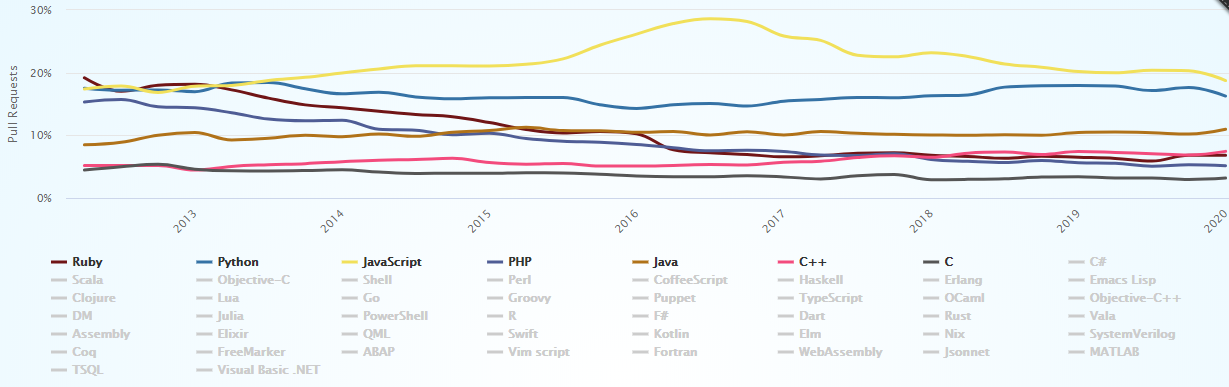 30%
20%
10%
0%
Pull Requests
2013 2014 2015 2016 2017 2018 2019 2020
Ruby Python JavaScript PHP Java C++ C C#
Scala Objective-C Shell Perl CoffeeScript Haskell Erlang Emacs Lisp
Clojure Lua Go Groovy Puppet TypeScript OCaml Objective-C++
DM Julia PowerShell R F# Dart Rust Vala
Assembly Elixir QML Swift Kotlin Elm Nix SystemVerilog
Coq FreeMarker ABAP Vim script Fortran WebAssembly Jsonnet MATLAB
TSQL Visual Basic .NET